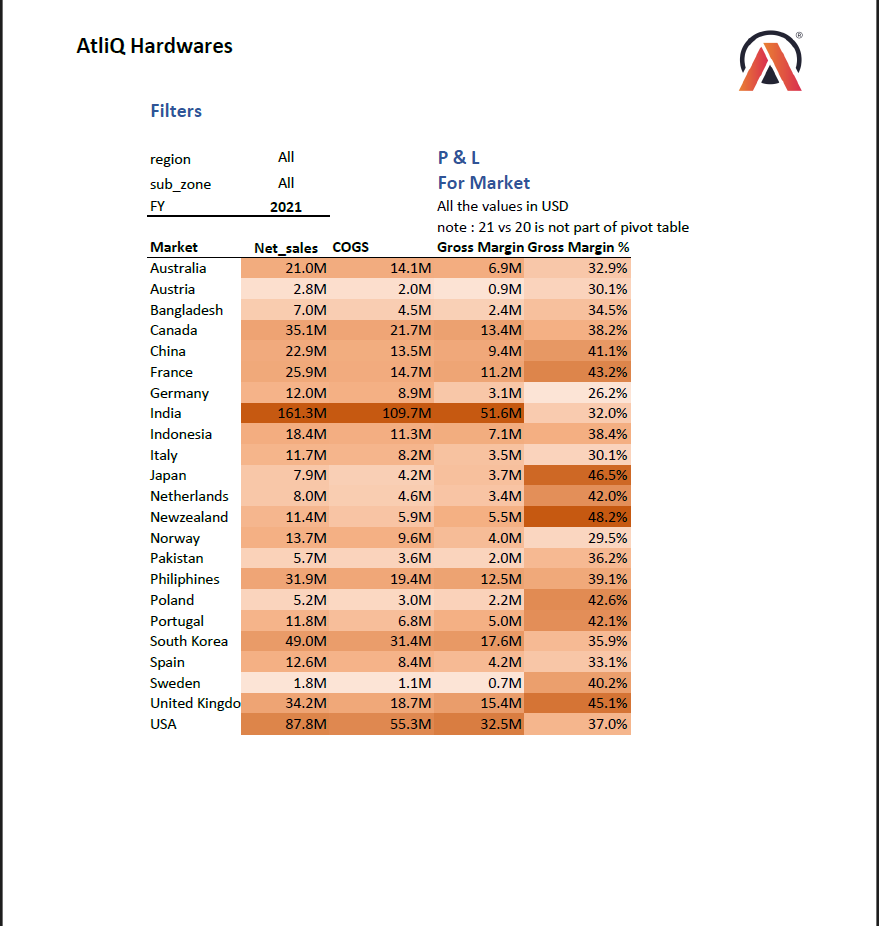 AtliQ Hardwares
®
Filters
region All P & L
sub_zone All For Market
FY 2021 All the values in USD
note : 21 vs 20 is not part of pivot table
Market Net_sales COGS Gross Margin Gross Margin %
Australia 21.0M 14.1M 6.9M 32.9%
Austria 2.8M 2.0M 0.9M 30.1%
Bangladesh 7.0M 4.5M 2.4M 34.5%
Canada 35.1M 21.7M 13.4M 38.2%
China 22.9M 13.5M 9.4M 41.1%
France 25.9M 14.7M 11.2M 43.2%
Germany 12.0M 8.9M 3.1M 26.2%
India 161.3M 109.7M 51.6M 32.0%
Indonesia 18.4M 11.3M 7.1M 38.4%
Italy 11.7M 8.2M 3.5M 30.1%
Japan 7.9M 4.2M 3.7M 46.5%
Netherlands 8.0M 4.6M 3.4M 42.0%
Newzealand 11.4M 5.9M 5.5M 48.2%
Norway 13.7M 9.6M 4.0M 29.5%
Pakistan 5.7M 3.6M 2.0M 36.2%
Philiphines 31.9M 19.4M 12.5M 39.1%
Poland 5.2M 3.0M 2.2M 42.6%
Portugal 11.8M 6.8M 5.0M 42.1%
South Korea 49.0M 31.4M 17.6M 35.9%
Spain 12.6M 8.4M 4.2M 33.1%
Sweden 1.8M 1.1M 0.7M 40.2%
United Kingdo 34.2M 18.7M 15.4M 45.1%
USA 87.8M 55.3M 32.5M 37.0%